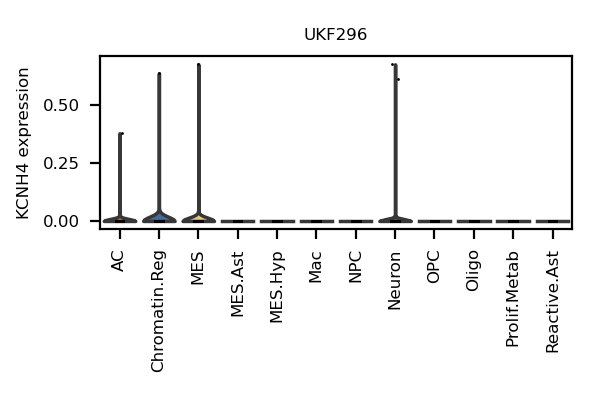 UKF296
KCNH4 expression
0.50
0.25
0.00
AC
Chromatin.Reg
MES
MES.Ast
MES.Hyp
Mac
NPC
Neuron
OPC
Oligo
Prolif.Metab
Reactive.Ast